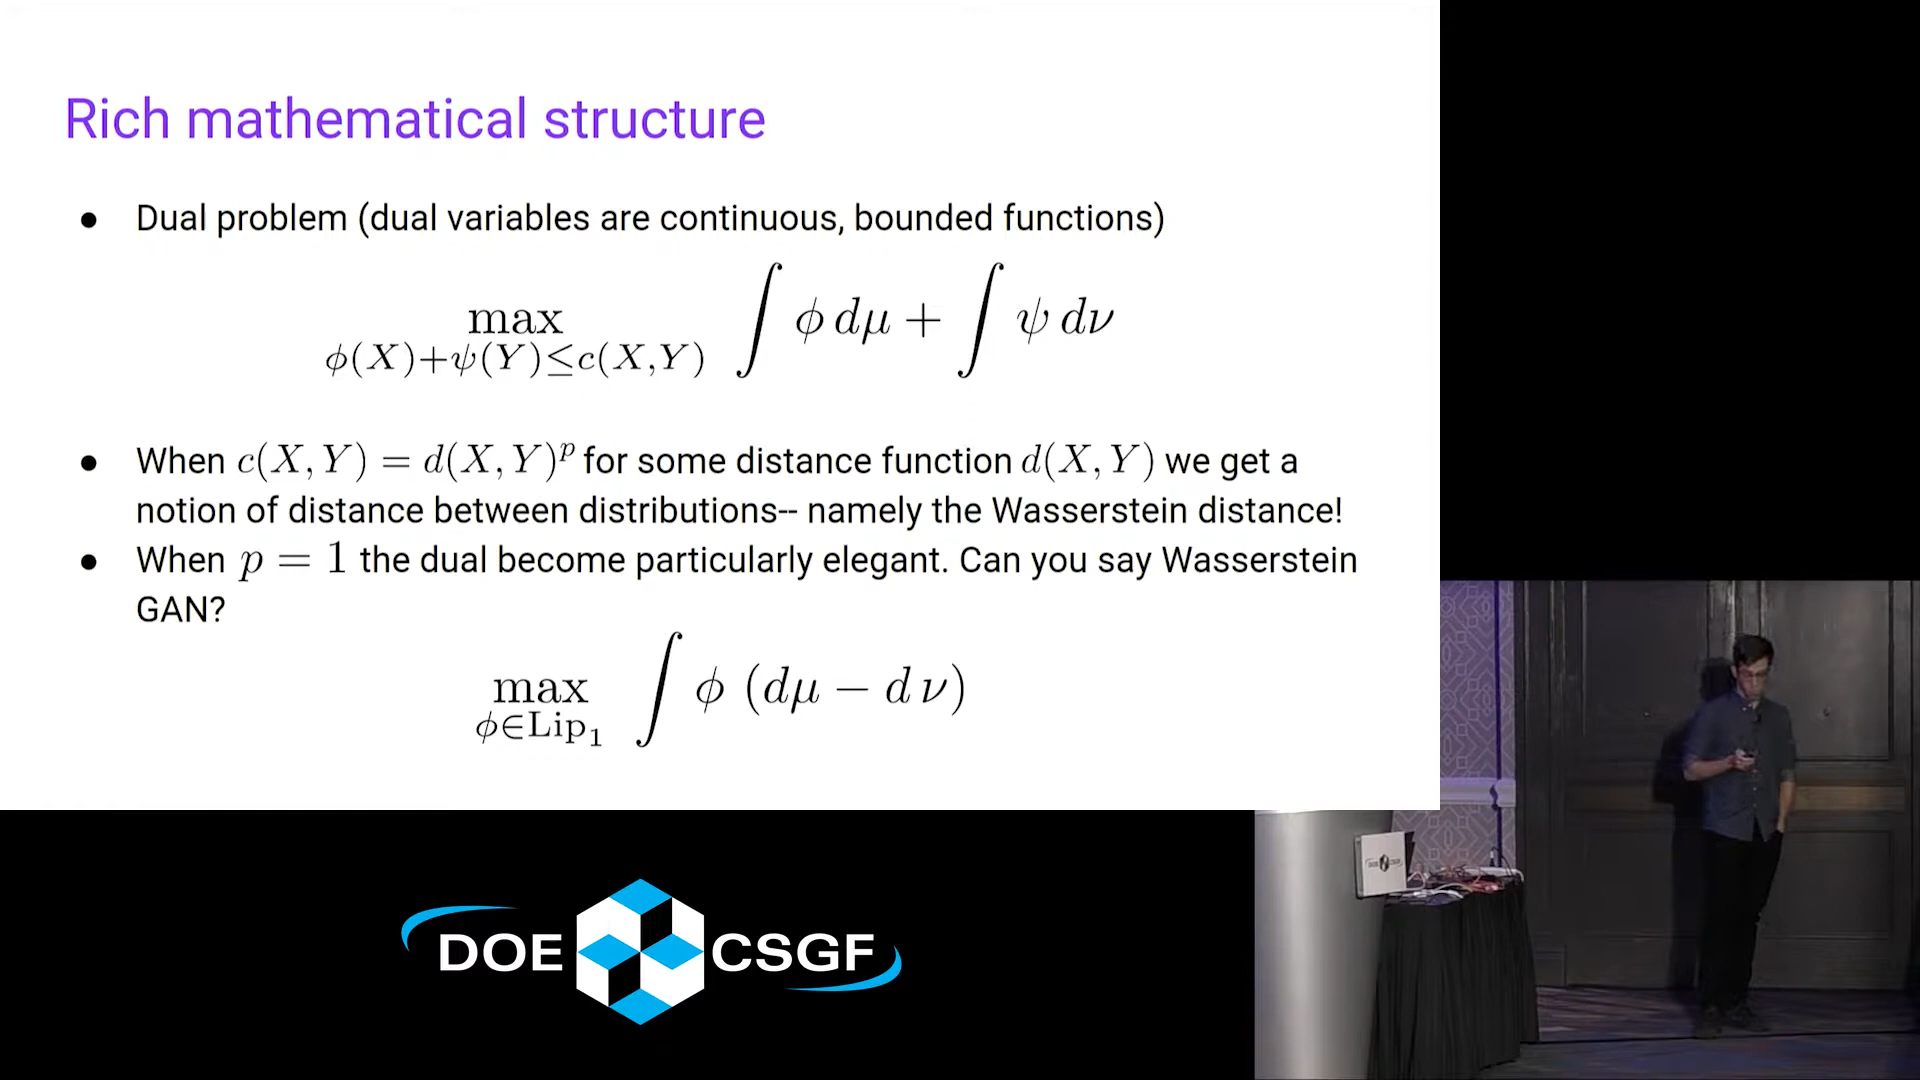 Rich mathematical structure
● Dual problem (dual variables are continuous, bounded functions)
max ∫ ϕ dμ + ∫ ψ dν
ϕ(X)+ψ(Y)≤c(X,Y)
● When c(X, Y) = d(X, Y)ᵖ for some distance function d(X, Y) we get a
notion of distance between distributions-- namely the Wasserstein distance!
● When p = 1 the dual become particularly elegant. Can you say Wasserstein
GAN?
max ∫ ϕ (dμ − d ν)
ϕ∈Lip₁
DOE CSGF
DOE CSGF